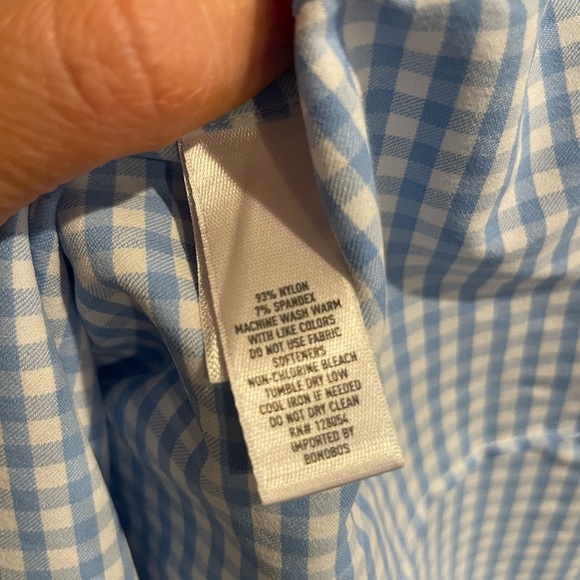 93% NYLON
7% SPANDEX
MACHINE WASH WARM
WITH LIKE COLORS
DO NOT USE FABRIC
SOFTENERS
NON-CHLORINE BLEACH
TUMBLE DRY LOW
COOL IRON IF NEEDED
DO NOT DRY CLEAN
RN# 128054
IMPORTED BY
BONOBOS